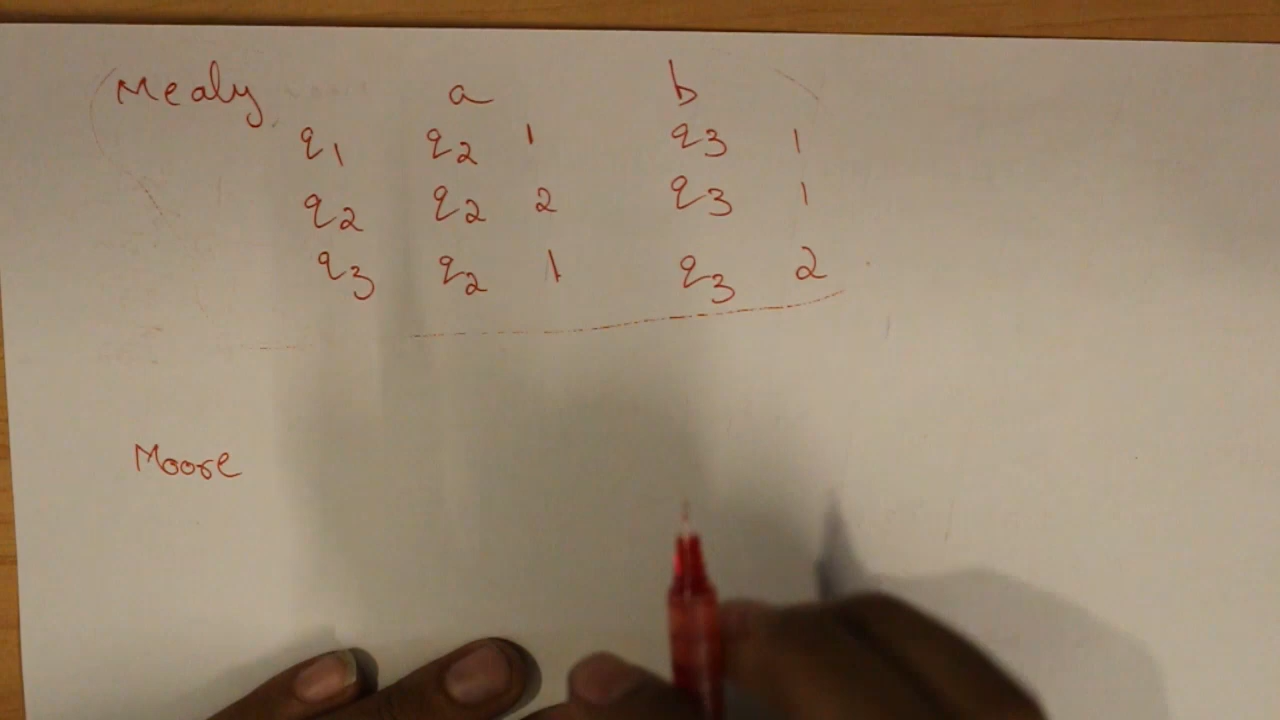 Mealy a b
q1 q2 1 q3 1
q2 q2 2 q3 1
q3 q2 1 q3 2
Moore